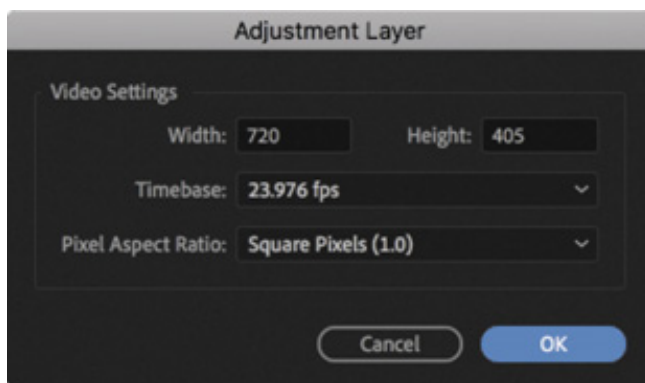 Adjustment Layer
Video Settings
Width: 720 Height: 405
Timebase: 23.976 fps
Pixel Aspect Ratio: Square Pixels (1.0)
Cancel OK